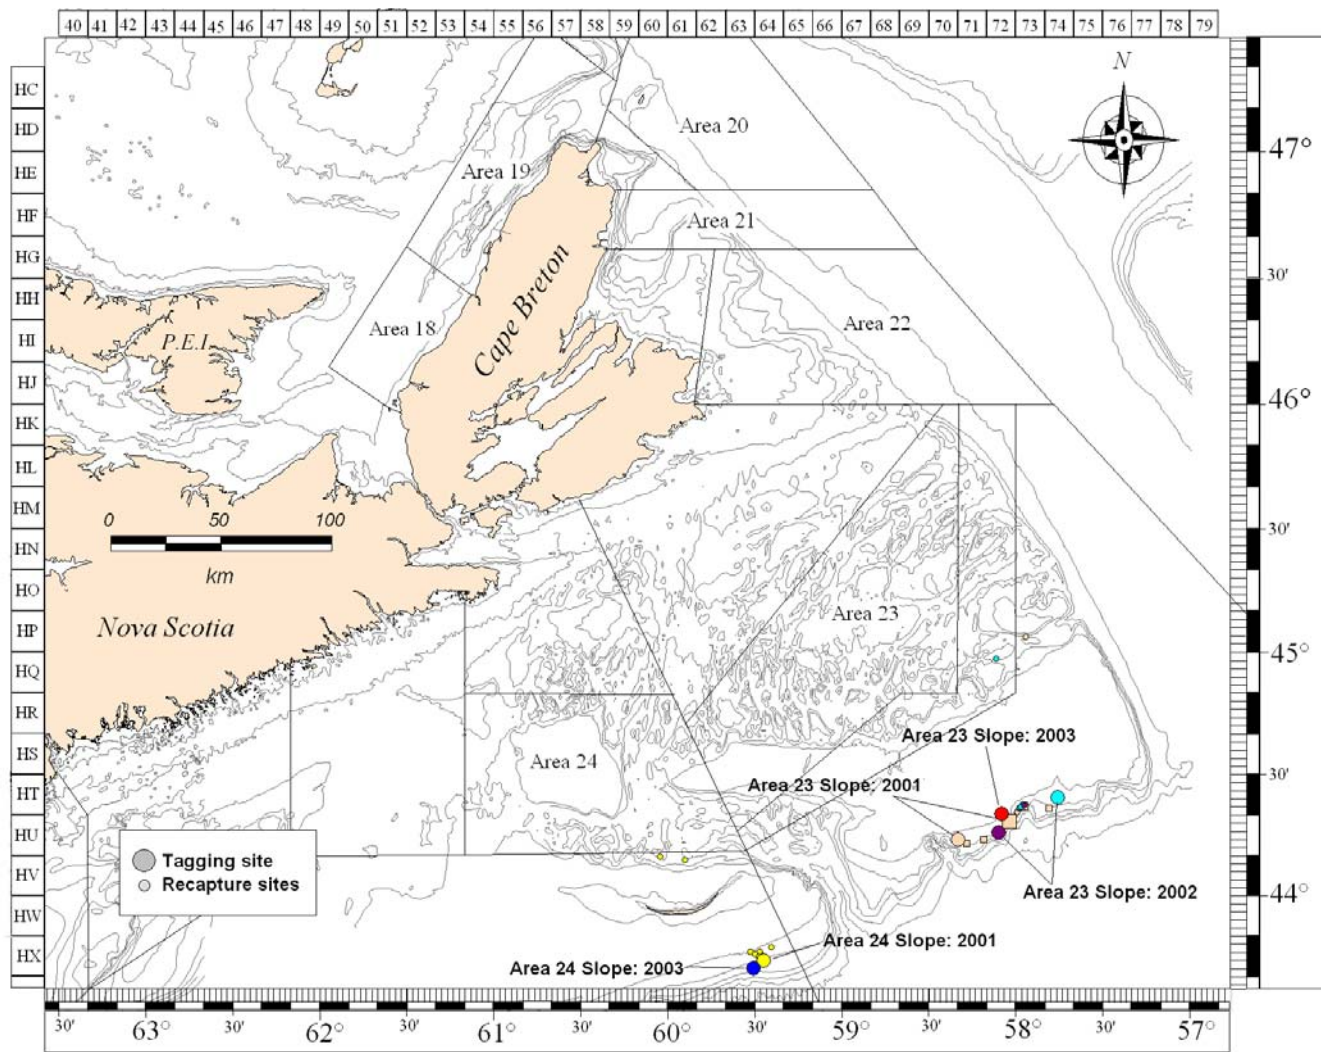 40 41 42 43 44 45 46 47 48 49 50 51 52 53 54 55 56 57 58 59 60 61 62 63 64 65 66 67 68 69 70 71 72 73 74 75 76 77 78 79
N
HC
HD
HE
HF
HG
HH
HI
HJ
HK
HL
HM
HN
HO
HP
HQ
HR
HS
HT
HU
HV
HW
HX
Area 20
Area 19
Area 21
Area 18
Area 22
Cape Breton
P.E.I.
0 50 100
km
Nova Scotia
Area 23
Area 24
Area 23 Slope: 2003
Area 23 Slope: 2001
Area 23 Slope: 2002
Area 24 Slope: 2001
Area 24 Slope: 2003
Tagging site
Recapture sites
47°
30'
46°
30'
45°
30'
44°
30' 63° 30' 62° 30' 61° 30' 60° 30' 59° 30' 58° 30' 57°